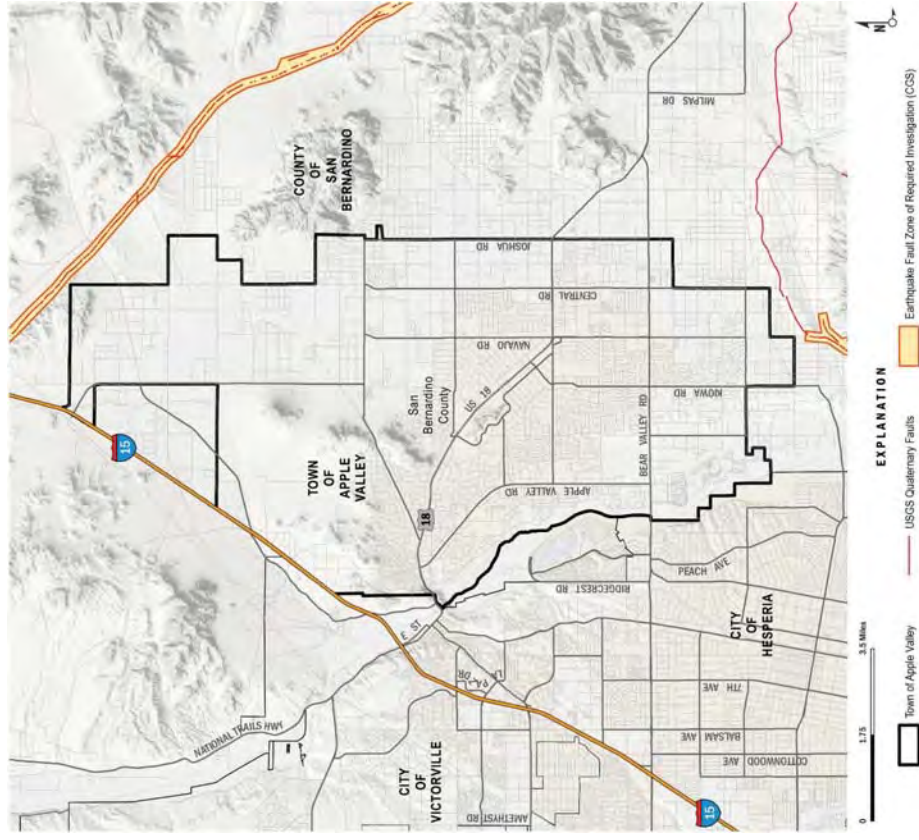 COUNTY
OF
SAN
BERNARDINO
MILPAS DR
JOSHUA RD
CENTRAL
RD
NAVAJO RD
San
Bernardino
County
US 18
KIOWA RD
15
TOWN
OF
APPLE
VALLEY
18
APPLE VALLEY RD
BEAR VALLEY RD
RIDGECREST RD
PEACH AVE
E ST
CITY
OF
HESPERIA
NATIONAL TRAILS HWY
7TH AVE
BALSAM AVE
COTTONWOOD
AVE
CITY
OF
VICTORVILLE
AMETHYST RD
15
N
0
1.75
3.5 Miles
EXPLANATION
Town of Apple Valley
USGS Quaternary Faults
Earthquake Fault Zone of Required Investigation (CGS)